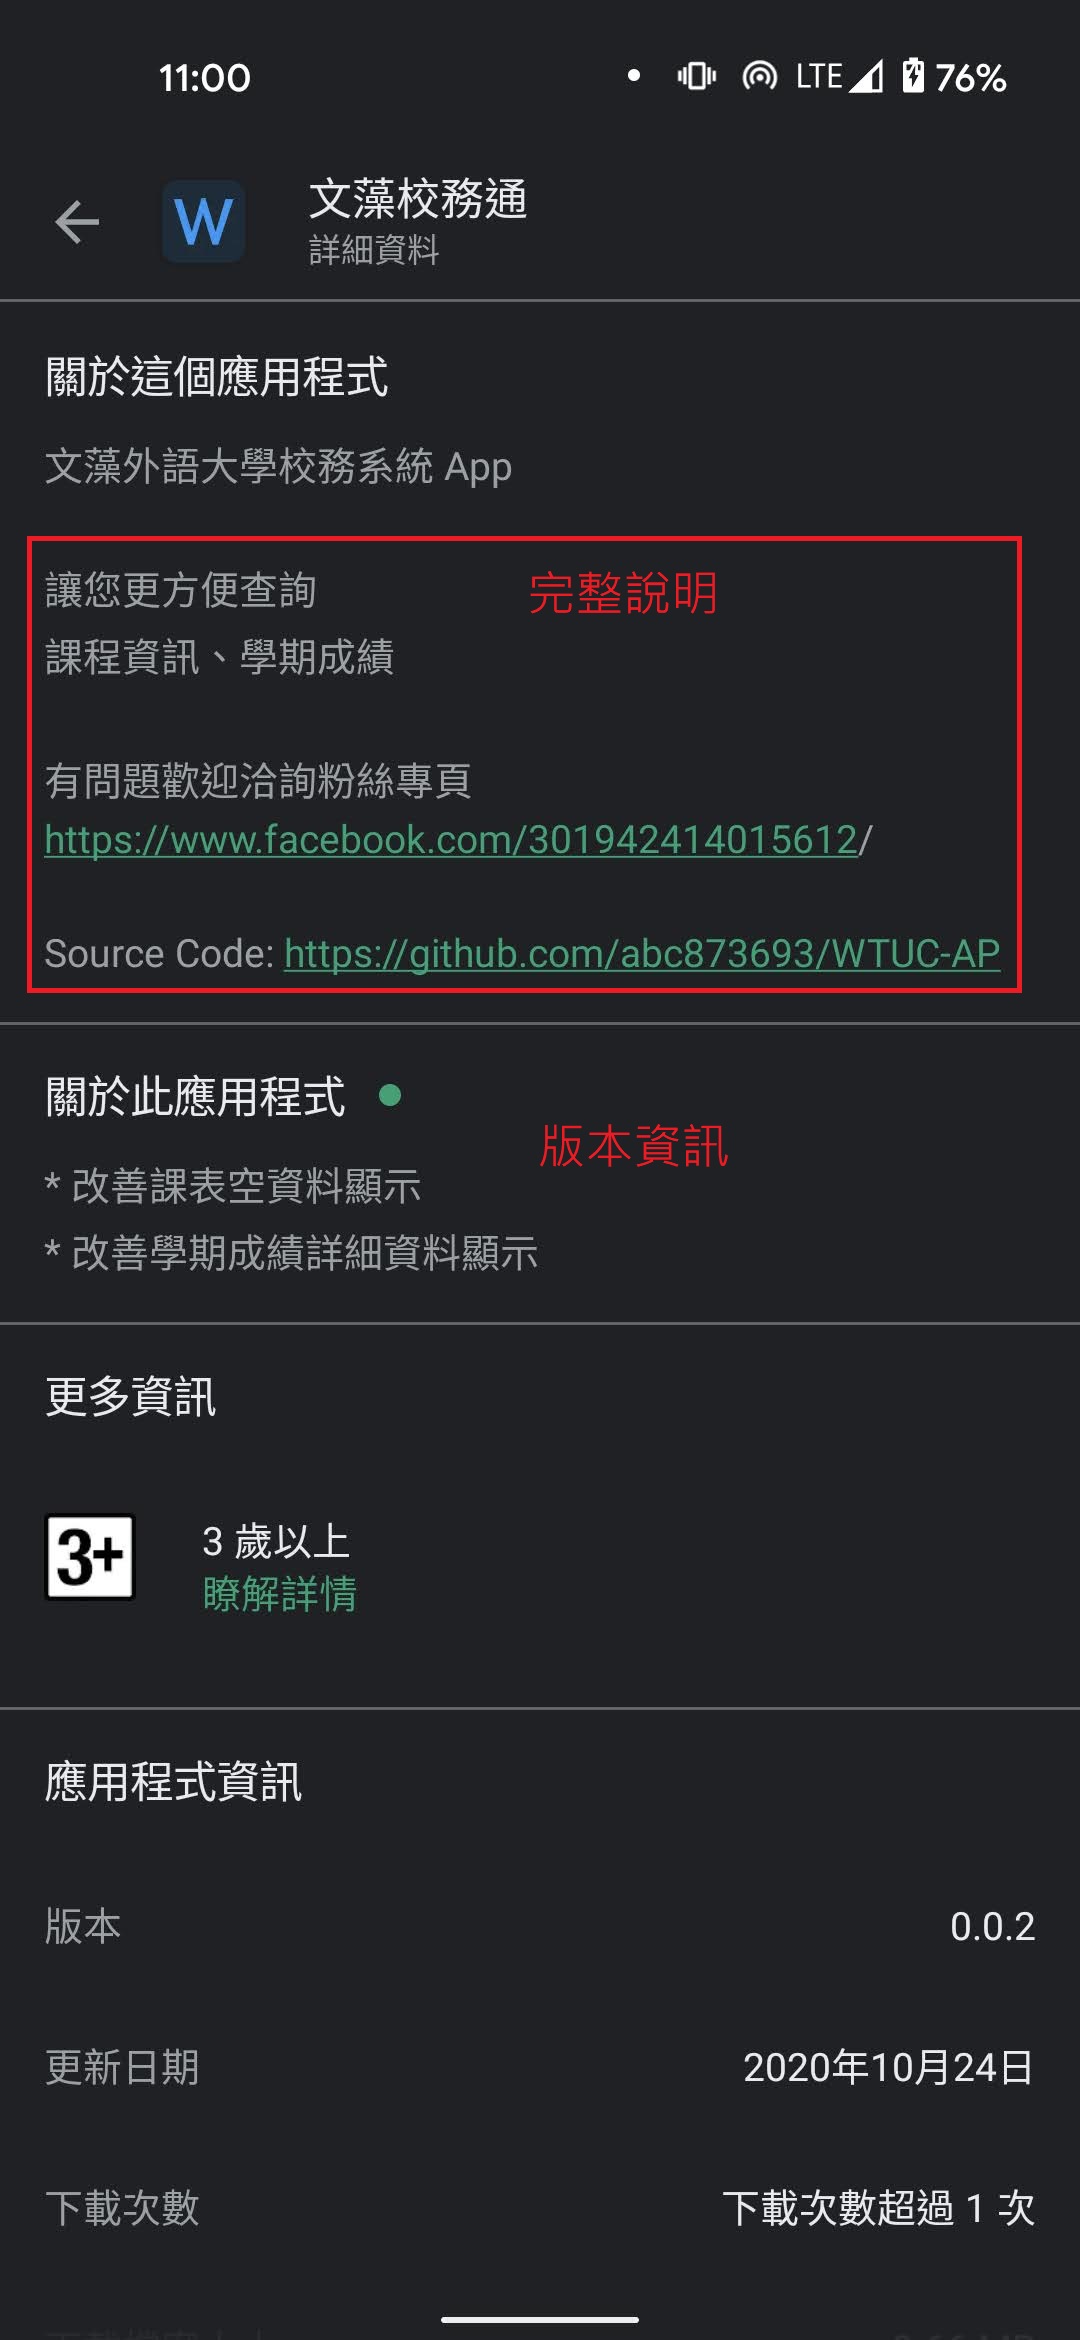 11:00
LTE 76%
W
文藻校務通
詳細資料
關於這個應用程式
文藻外語大學校務系統 App
讓您更方便查詢
完整說明
課程資訊、學期成績
有問題歡迎洽詢粉絲專頁
https://www.facebook.com/301942414015612/
Source Code: https://github.com/abc873693/WTUC-AP
關於此應用程式
版本資訊
* 改善課表空資料顯示
* 改善學期成績詳細資料顯示
更多資訊
3+
3 歲以上
瞭解詳情
應用程式資訊
版本
0.0.2
更新日期
2020年10月24日
下載次數
下載次數超過 1 次